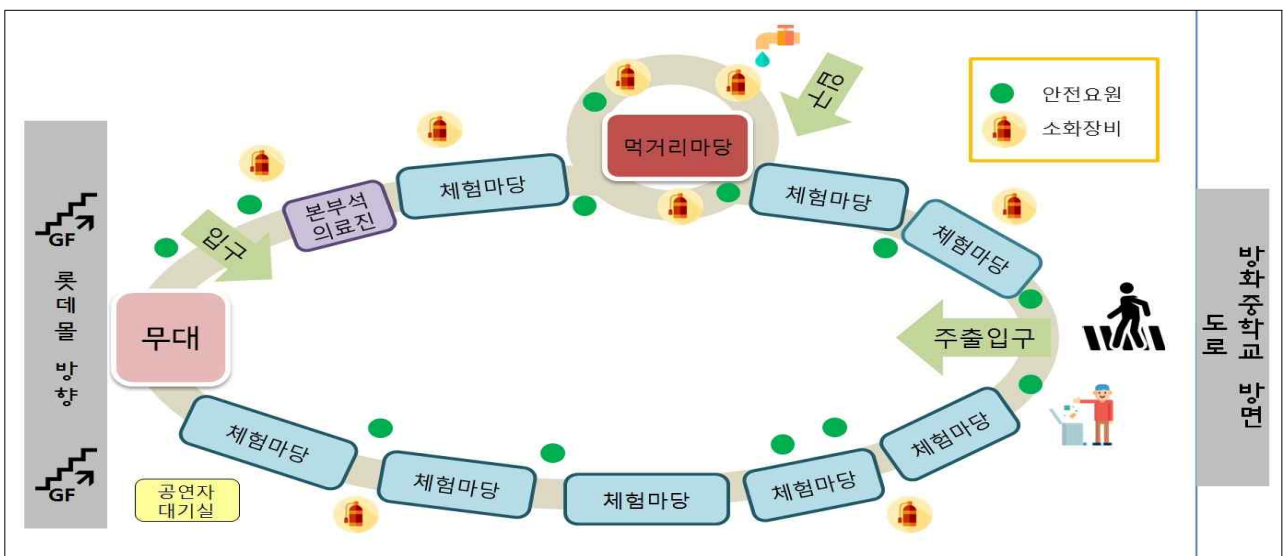 입구
안전요원
소화장비
먹거리마당
체험마당
체험마당
본부석
의료진
체험마당
입구
GF
롯데몰 방향
GF
무대
주출입구
방화중학교 방면
도로
체험마당
체험마당
체험마당
체험마당
체험마당
공연자
대기실